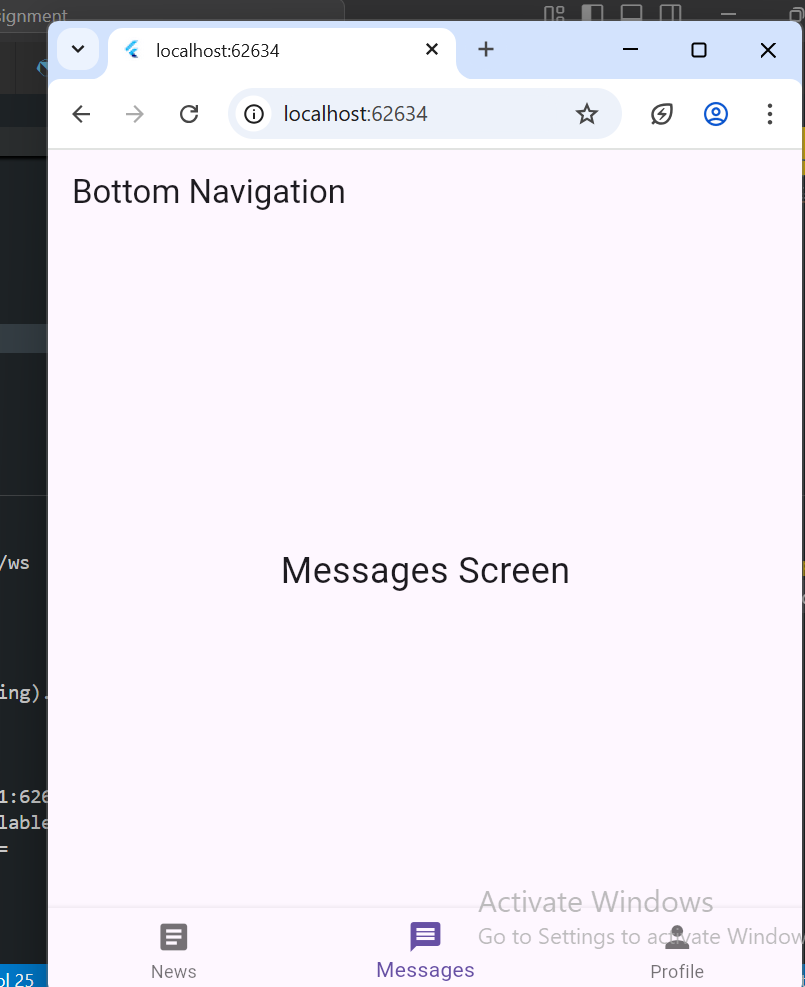 signment
localhost:62634
localhost:62634
Bottom Navigation
/ws
Messages Screen
ing).
1:626
lable
=
Activate Windows
Go to Settings to activate Window
News
Messages
Profile
ol 25